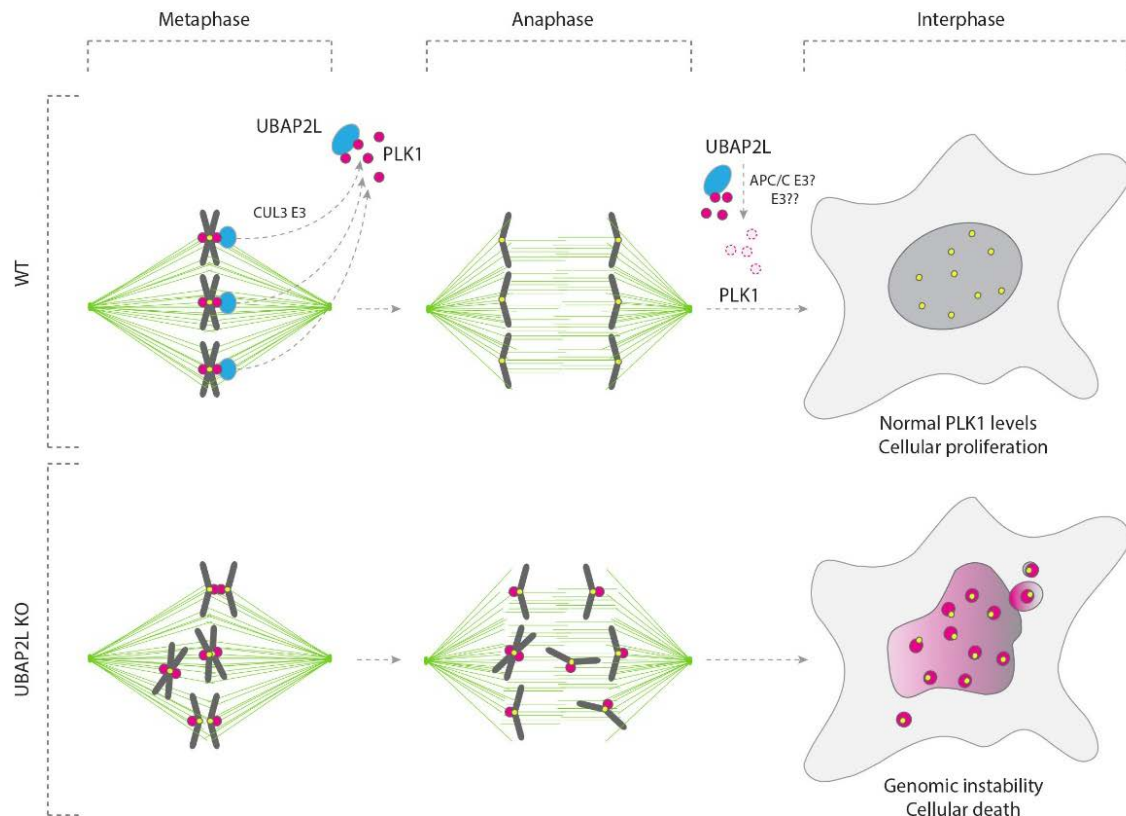 Metaphase
Anaphase
Interphase
WT
UBAP2L
PLK1
CUL3 E3
UBAP2L
APC/C E3?
E3??
PLK1
Normal PLK1 levels
Cellular proliferation
UBAP2L KO
Genomic instability
Cellular death